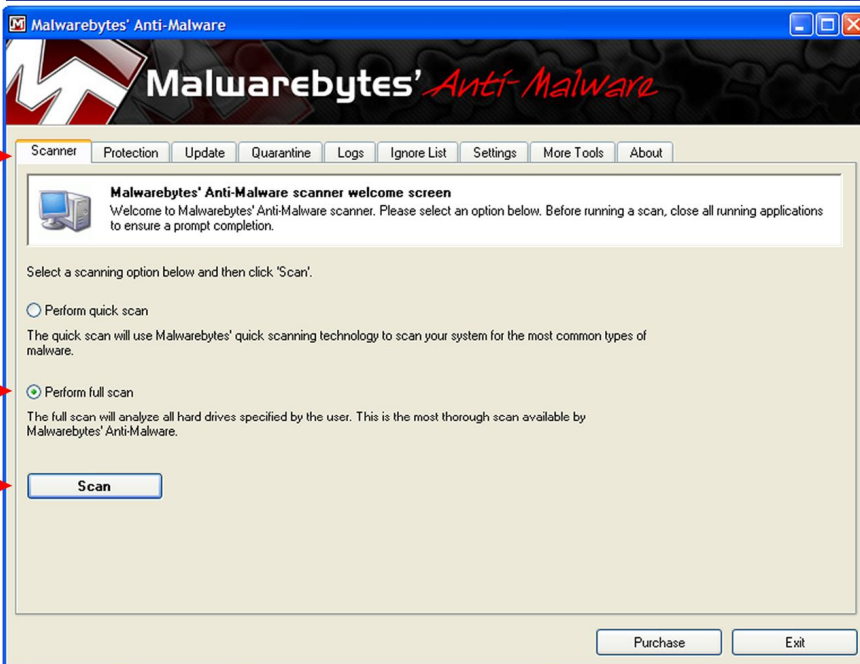 Malwarebytes' Anti-Malware
Malwarebytes' Anti-Malware
Scanner Protection Update Quarantine Logs Ignore List Settings More Tools About
Malwarebytes' Anti-Malware scanner welcome screen
Welcome to Malwarebytes' Anti-Malware scanner. Please select an option below. Before running a scan, close all running applications
to ensure a prompt completion.
Select a scanning option below and then click 'Scan'.
Perform quick scan
The quick scan will use Malwarebytes' quick scanning technology to scan your system for the most common types of
malware.
Perform full scan
The full scan will analyze all hard drives specified by the user. This is the most thorough scan available by
Malwarebytes' Anti-Malware.
Scan
Purchase Exit